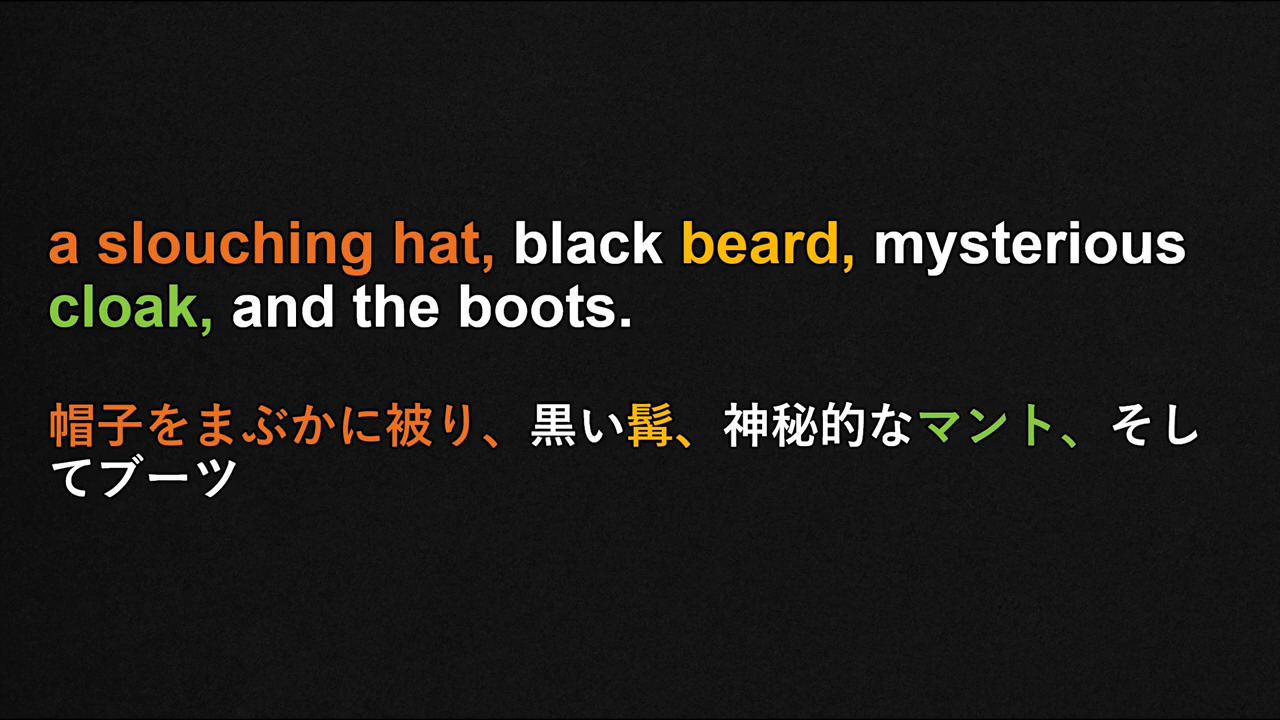 a slouching hat, black beard, mysterious
cloak, and the boots.
帽子をまぶかに被り、黒い髯、神秘的なマント、そし
てブーツ